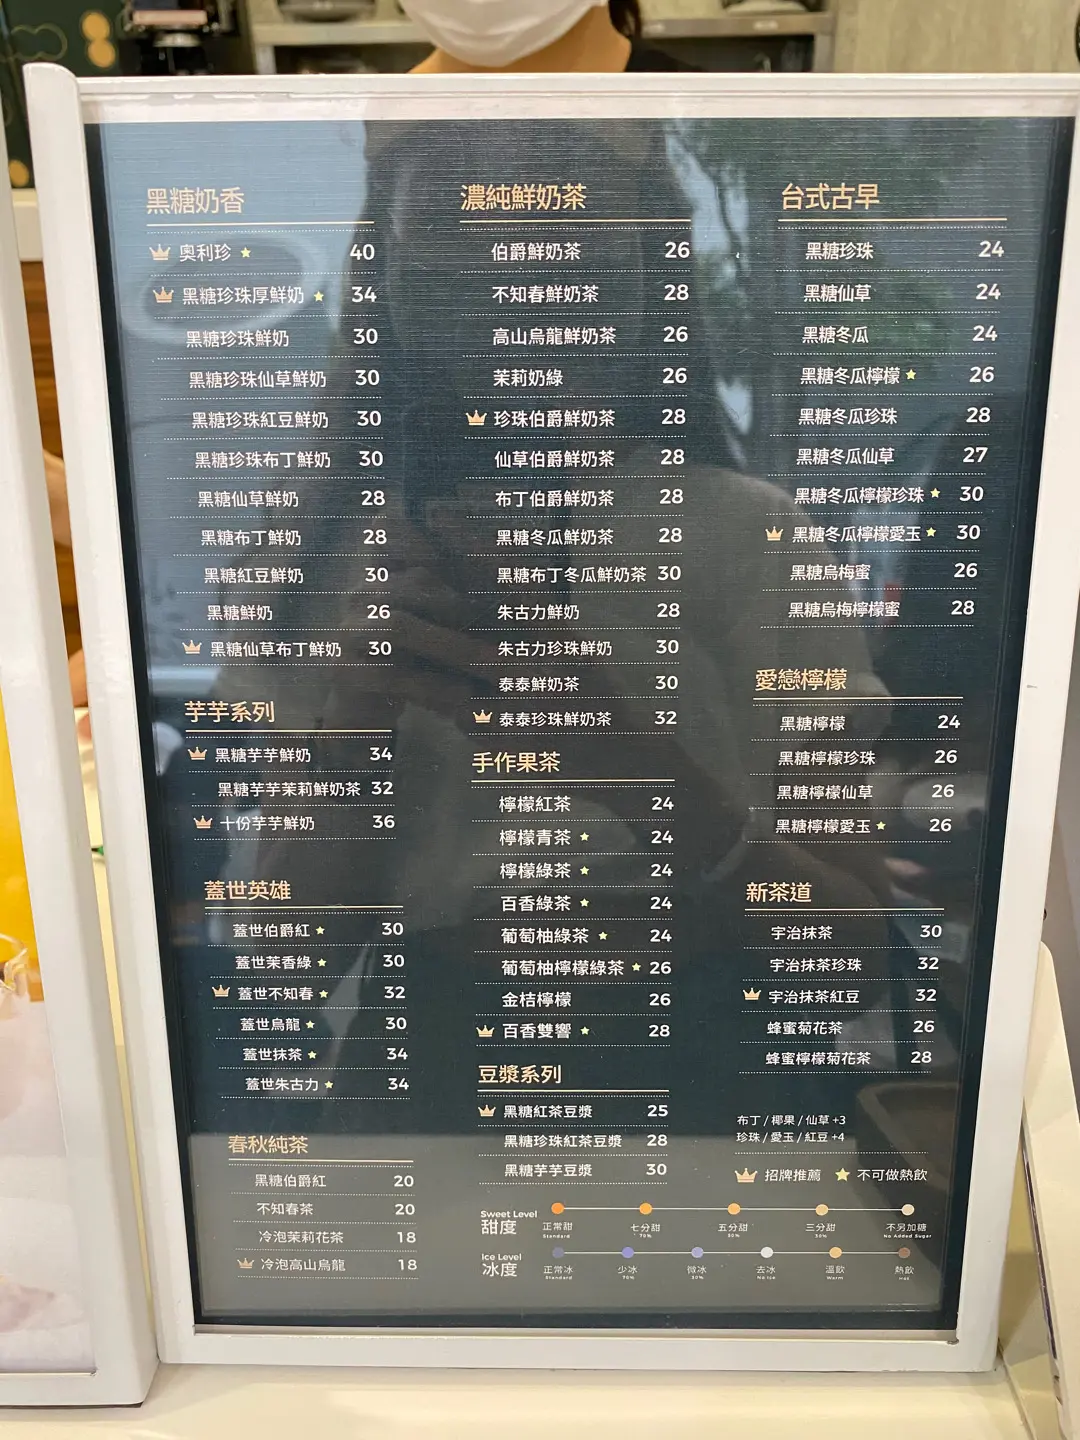 黑糖奶香
奧利珍 40
黑糖珍珠厚鮮奶 34
黑糖珍珠鮮奶 30
黑糖珍珠仙草鮮奶 30
黑糖珍珠紅豆鮮奶 30
黑糖珍珠布丁鮮奶 30
黑糖仙草鮮奶 28
黑糖布丁鮮奶 28
黑糖紅豆鮮奶 30
黑糖鮮奶 26
黑糖仙草布丁鮮奶 30
芋芋系列
黑糖芋芋鮮奶 34
黑糖芋芋茉莉鮮奶茶 32
十份芋芋鮮奶 36
蓋世英雄
蓋世伯爵紅 30
蓋世茉香綠 30
蓋世不知春 32
蓋世烏龍 30
蓋世抹茶 34
蓋世朱古力 34
春秋純茶
黑糖伯爵紅 20
不知春茶 20
冷泡茉莉花茶 18
冷泡高山烏龍 18
濃純鮮奶茶
伯爵鮮奶茶 26
不知春鮮奶茶 28
高山烏龍鮮奶茶 26
茉莉奶綠 26
珍珠伯爵鮮奶茶 28
仙草伯爵鮮奶茶 28
布丁伯爵鮮奶茶 28
黑糖冬瓜鮮奶茶 28
黑糖布丁冬瓜鮮奶茶 30
朱古力鮮奶 28
朱古力珍珠鮮奶 30
泰泰鮮奶茶 30
泰泰珍珠鮮奶茶 32
手作果茶
檸檬紅茶 24
檸檬青茶 24
檸檬綠茶 24
百香綠茶 24
葡萄柚綠茶 24
葡萄柚檸檬綠茶 26
金桔檸檬 26
百香雙響 28
豆漿系列
黑糖紅茶豆漿 25
黑糖珍珠紅茶豆漿 28
黑糖芋芋豆漿 30
台式古早
黑糖珍珠 24
黑糖仙草 24
黑糖冬瓜 24
黑糖冬瓜檸檬 26
黑糖冬瓜珍珠 28
黑糖冬瓜仙草 27
黑糖冬瓜檸檬珍珠 30
黑糖冬瓜檸檬愛玉 30
黑糖烏梅蜜 26
黑糖烏梅檸檬蜜 28
愛戀檸檬
黑糖檸檬 24
黑糖檸檬珍珠 26
黑糖檸檬仙草 26
黑糖檸檬愛玉 26
新茶道
宇治抹茶 30
宇治抹茶珍珠 32
宇治抹茶紅豆 32
蜂蜜菊花茶 26
蜂蜜檸檬菊花茶 28
布丁 / 椰果 / 仙草 +3
珍珠 / 愛玉 / 紅豆 +4
招牌推薦 不可做熱飲
Sweet Level
甜度
正常甜 七分甜 五分甜 三分甜 不另加糖
Standard 70% 50% 30% No Added Sugar
Ice Level
冰度
正常冰 少冰 微冰 去冰 溫飲 熱飲
Standard 70% 30% No Ice Warm Hot